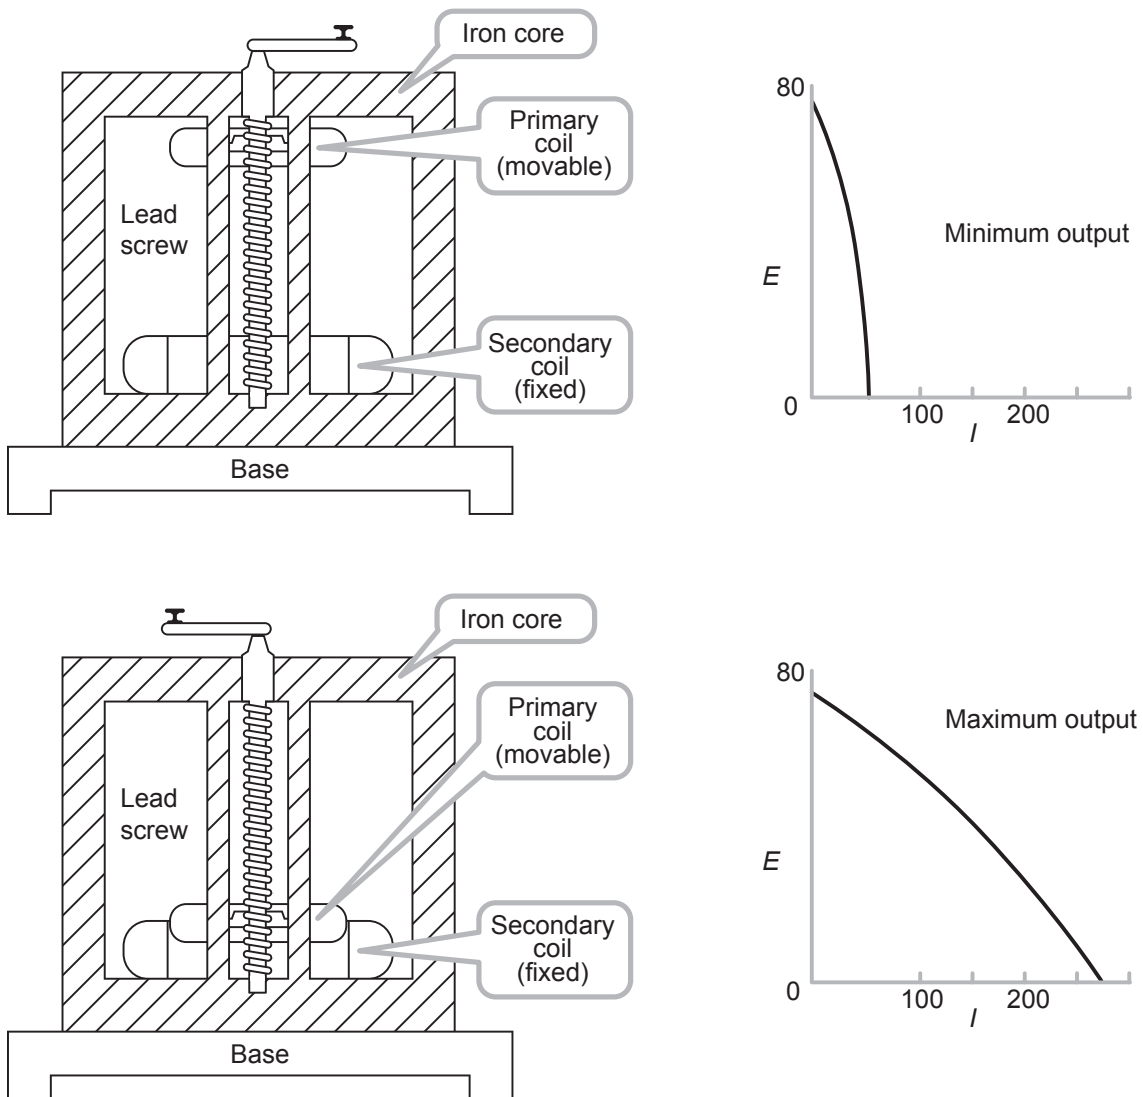 Iron core
Primary
coil
(movable)
Lead
screw
Secondary
coil
(fixed)
Base
80
Minimum output
E
0
100
200
I
Iron core
Primary
coil
(movable)
Lead
screw
Secondary
coil
(fixed)
Base
80
Maximum output
E
0
100
200
I